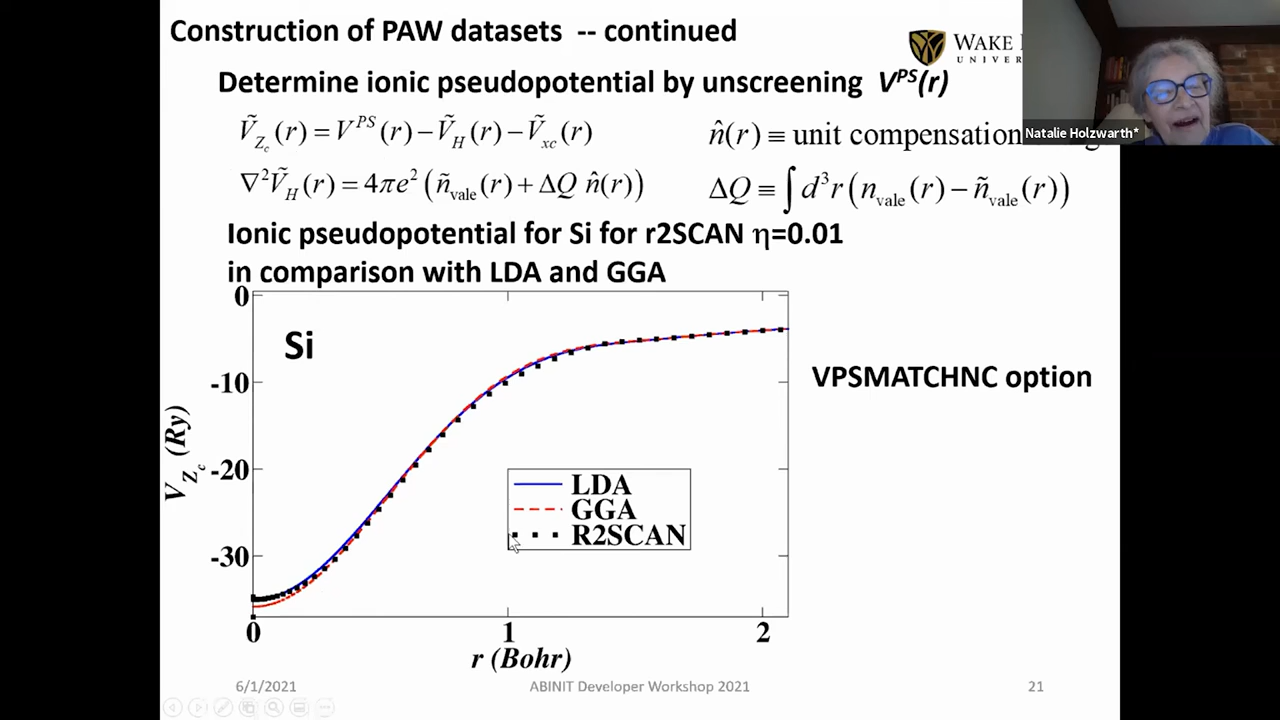 Construction of PAW datasets -- continued
WAKE
UNIVER
Determine ionic pseudopotential by unscreening V^PS(r)
Ṽ_Zc(r) = V^PS(r) − Ṽ_H(r) − Ṽ_xc(r)
n̂(r) ≡ unit compensation
Natalie Holzwarth*
∇²Ṽ_H(r) = 4πe²(ñ_vale(r) + ΔQ n̂(r))
ΔQ ≡ ∫ d³r (n_vale(r) − ñ_vale(r))
Ionic pseudopotential for Si for r2SCAN η=0.01
in comparison with LDA and GGA
0
Si
-10
VPSMATCHNC option
V_Zc (Ry)
-20
LDA
GGA
R2SCAN
-30
0 1 2
r (Bohr)
6/1/2021 ABINIT Developer Workshop 2021 21